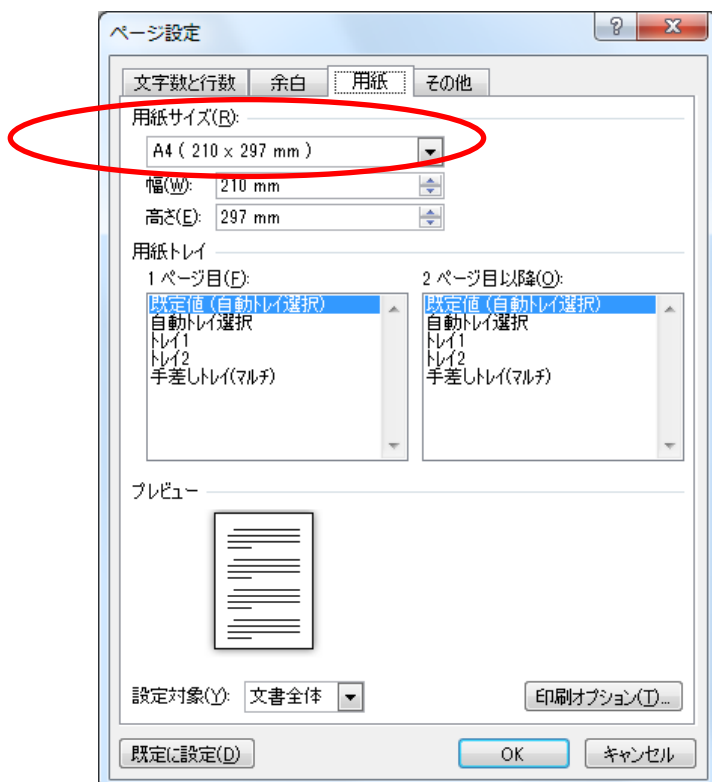 ページ設定
文字数と行数 余白 用紙 その他
用紙サイズ(R):
A4 ( 210 x 297 mm )
幅(W): 210 mm
高さ(E): 297 mm
用紙トレイ
1 ページ目(F): 2 ページ目以降(O):
既定値 (自動トレイ選択) 既定値 (自動トレイ選択)
自動トレイ選択 自動トレイ選択
トレイ1 トレイ1
トレイ2 トレイ2
手差しトレイ(マルチ) 手差しトレイ(マルチ)
プレビュー
設定対象(Y): 文書全体 印刷オプション(T)...
既定に設定(D) OK キャンセル